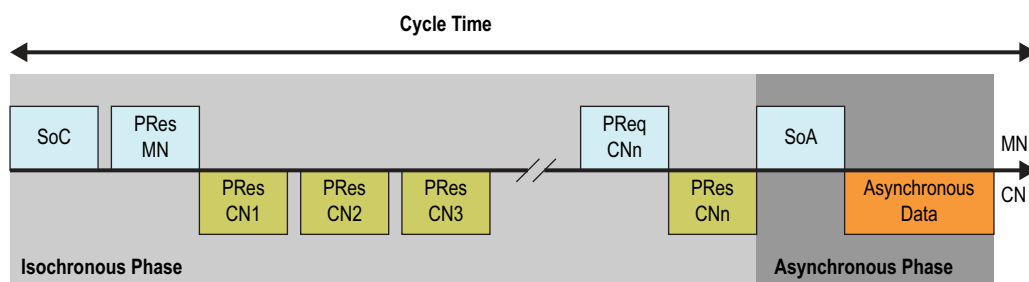 Cycle Time
SoC
PRes
MN
PReq
CNn
SoA
MN
PRes
CN1
PRes
CN2
PRes
CN3
PRes
CNn
Asynchronous
Data
CN
Isochronous Phase
Asynchronous Phase